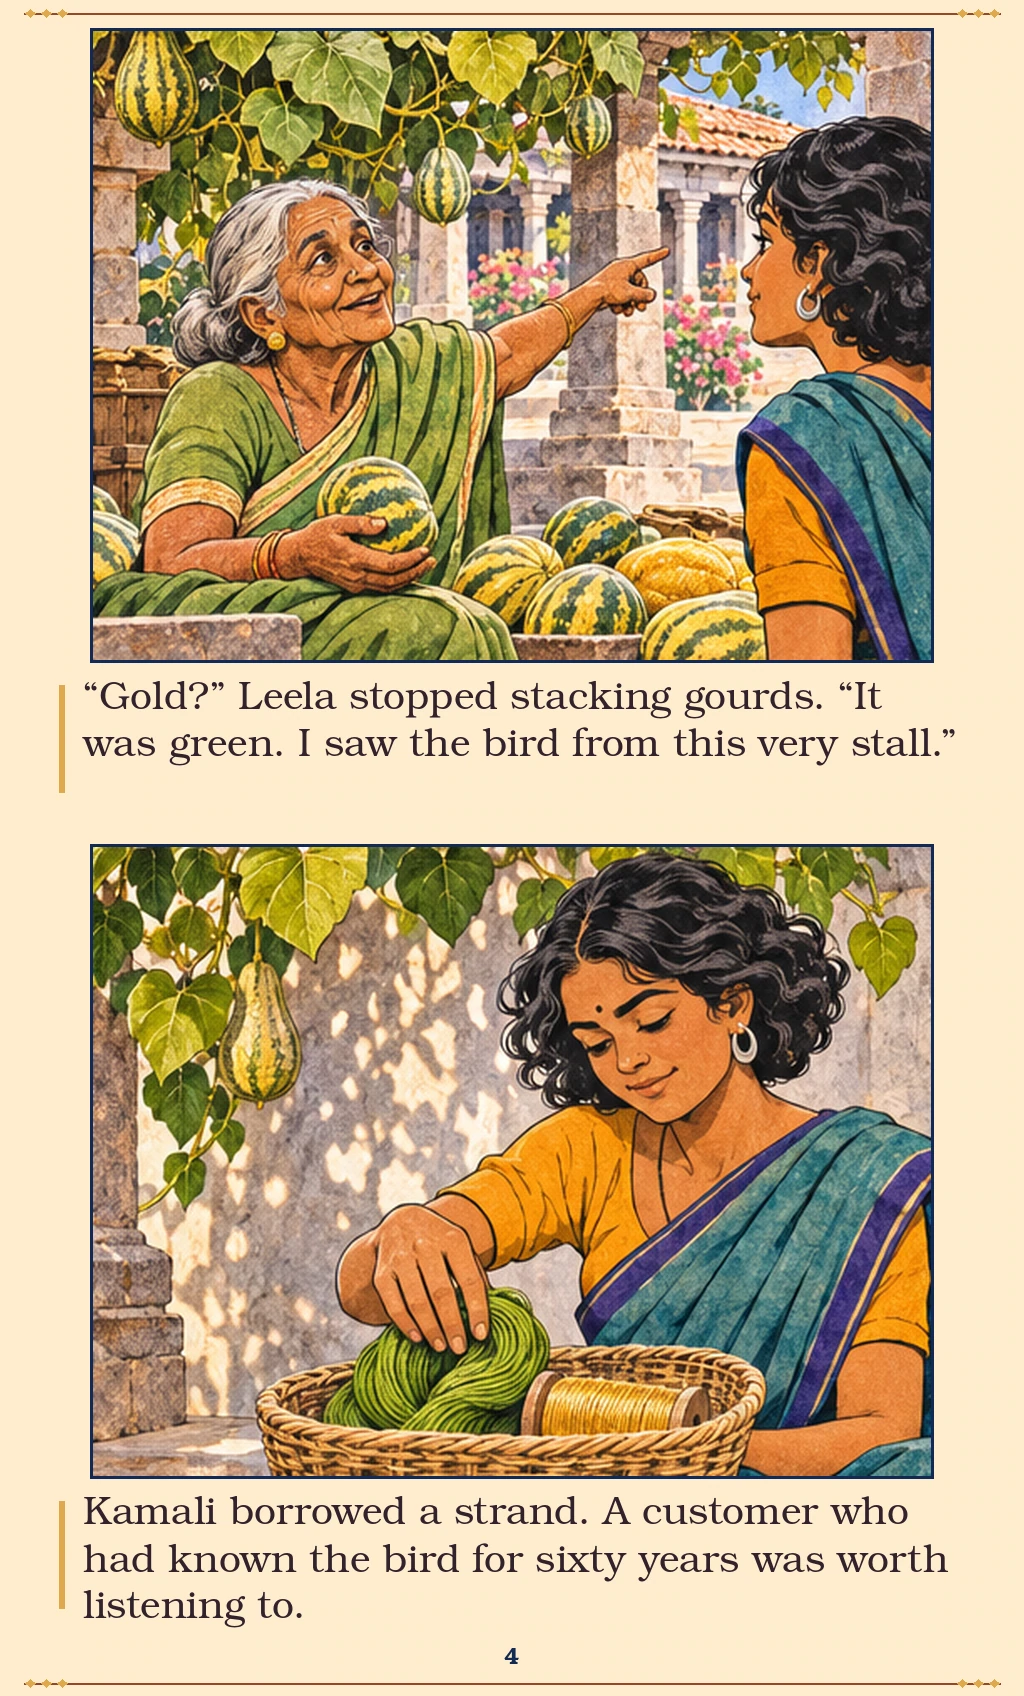 “Gold?” Leela stopped stacking gourds. “It
was green. I saw the bird from this very stall.”
Kamali borrowed a strand. A customer who
had known the bird for sixty years was worth
listening to.
4